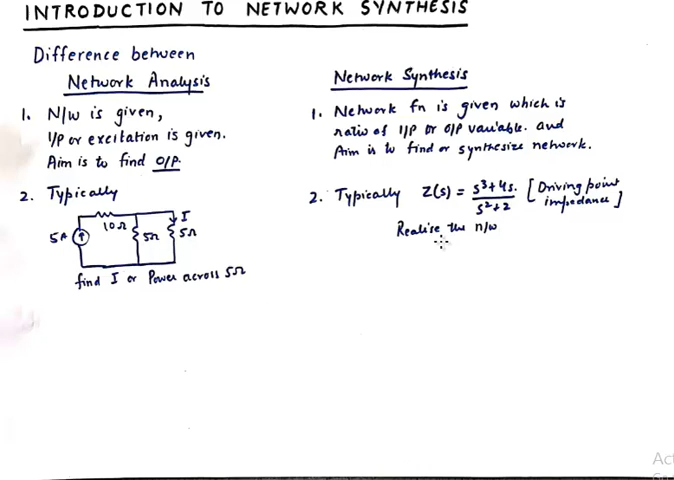 INTRODUCTION TO NETWORK SYNTHESIS
Difference between
Network Analysis
1. N/w is given,
I/P or excitation is given.
Aim is to find O/P.
2. Typically
5A
10Ω
5Ω
I
5Ω
find I or Power across 5Ω
Network Synthesis
1. Network fn is given which is
ratio of I/P or O/P variable. and
Aim is to find or synthesize network.
2. Typically Z(s) = s³+4s. / s²+2 [Driving point
impedance]
Realise the n/w
Act